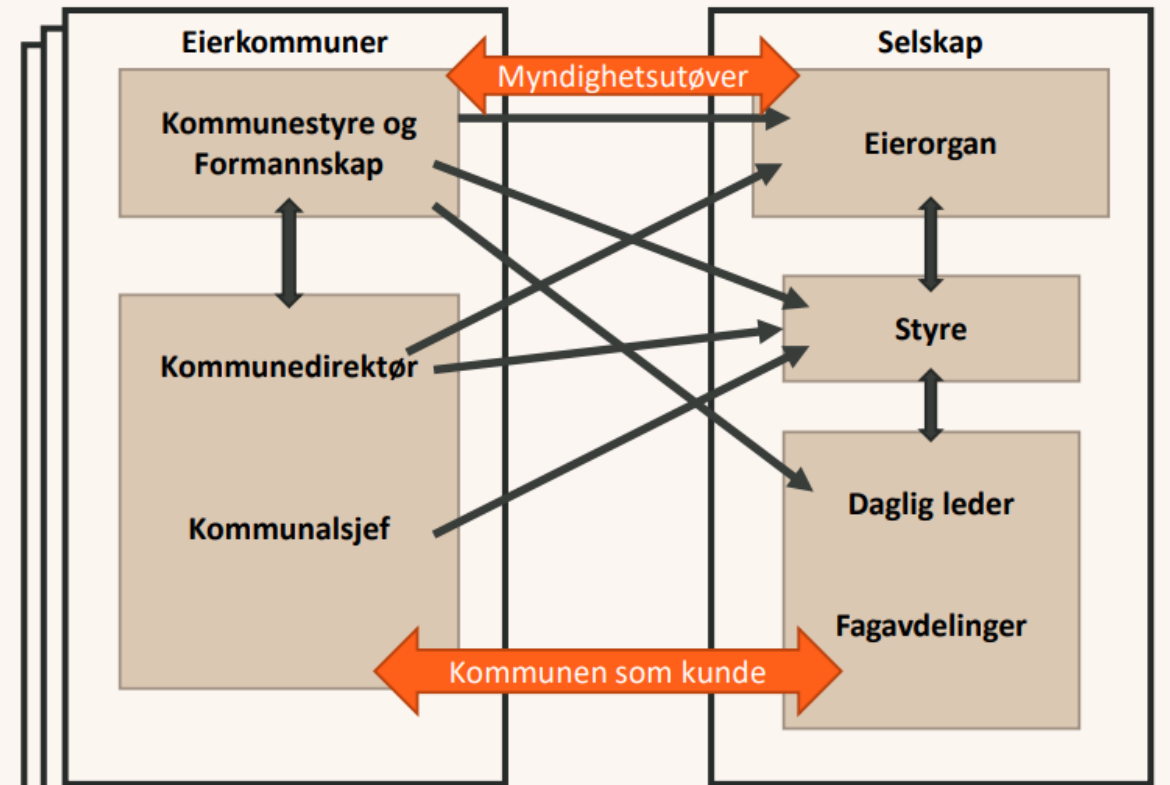 Eierkommuner
Selskap
Myndighetsutøver
Kommunestyre og
Formannskap
Eierorgan
Styre
Kommunedirektør
Kommunalsjef
Daglig leder
Fagavdelinger
Kommunen som kunde